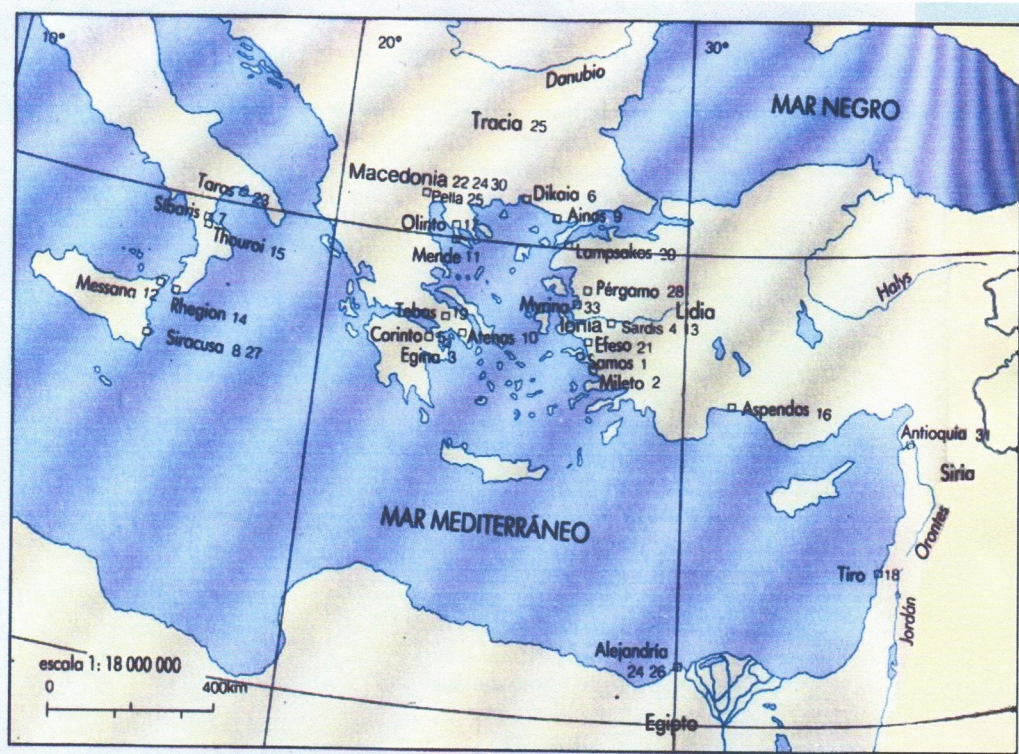 10°
20°
30°
Danubio
MAR NEGRO
Tracia 25
Macedonia 22 24 30
Pella 25
Dikaia 6
Ainos 9
Taras 23
Sibaris 7
Thouroi 15
Olinto 17
Mende 11
Lampsakos 20
Messana 12
Rhegion 14
Siracusa 8 27
Pérgamo 28
Myrina 33
Halys
Lidia
Tebas 19
Ionia
Sardis 4 13
Corinto 5
Atenas 10
Efeso 21
Egina 3
Samos 1
Mileto 2
Aspendos 16
Antioquía 31
Siria
MAR MEDITERRÁNEO
Orontes
Tiro 18
Jordán
Alejandría
24 26
escala 1: 18 000 000
0 400km
Egipto